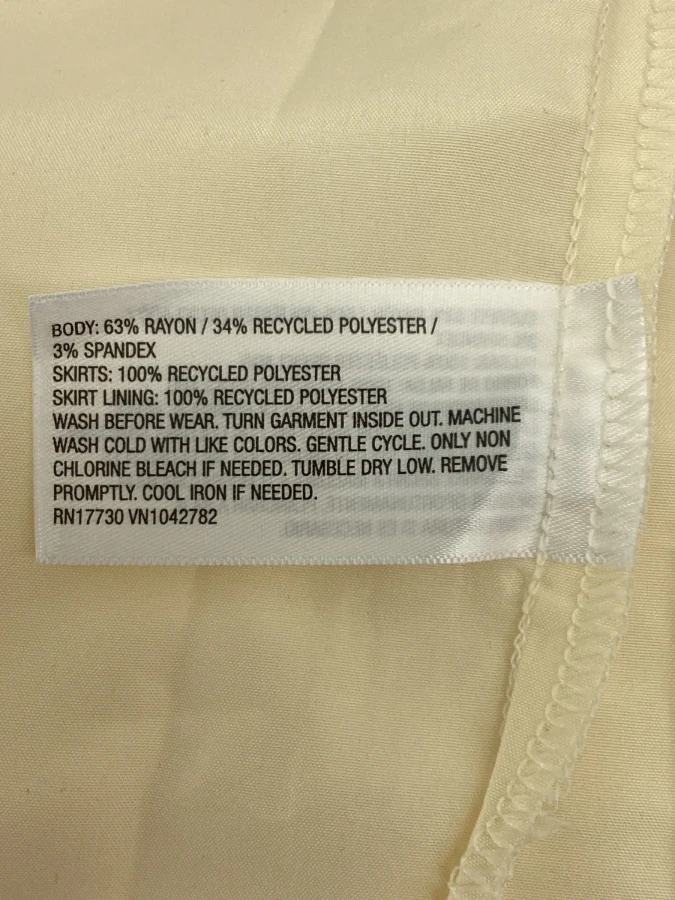 BODY: 63% RAYON / 34% RECYCLED POLYESTER /
3% SPANDEX
SKIRTS: 100% RECYCLED POLYESTER
SKIRT LINING: 100% RECYCLED POLYESTER
WASH BEFORE WEAR. TURN GARMENT INSIDE OUT. MACHINE
WASH COLD WITH LIKE COLORS. GENTLE CYCLE. ONLY NON
CHLORINE BLEACH IF NEEDED. TUMBLE DRY LOW. REMOVE
PROMPTLY. COOL IRON IF NEEDED.
RN17730 VN1042782